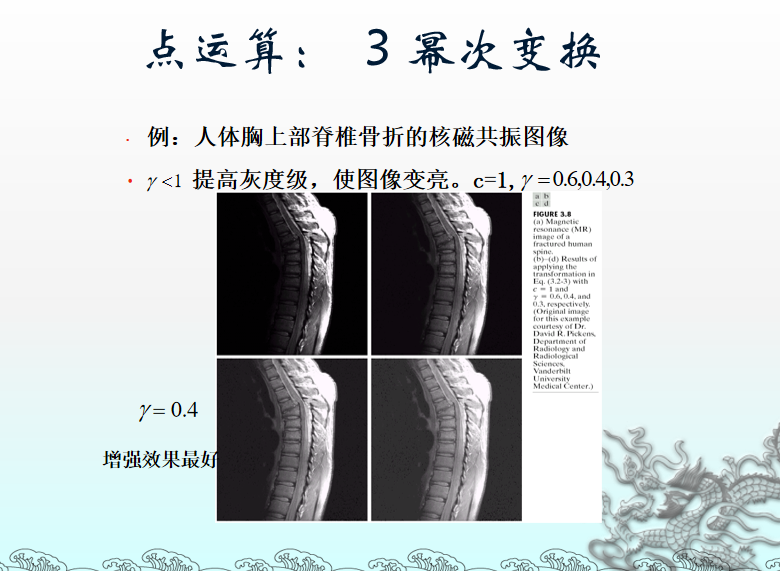 点运算： 3 幂次变换
例：人体胸上部脊椎骨折的核磁共振图像
γ<1 提高灰度级，使图像变亮。c=1, γ=0.6,0.4,0.3
a b
c d
FIGURE 3.8
(a) Magnetic
resonance (MR)
image of a
fractured human
spine.
(b)–(d) Results of
applying the
transformation in
Eq. (3.2-3) with
c = 1 and
γ = 0.6, 0.4, and
0.3, respectively.
(Original image
for this example
courtesy of Dr.
David R. Pickens,
Department of
Radiology and
Radiological
Sciences,
Vanderbilt
University
Medical Center.)
γ=0.4
增强效果最好